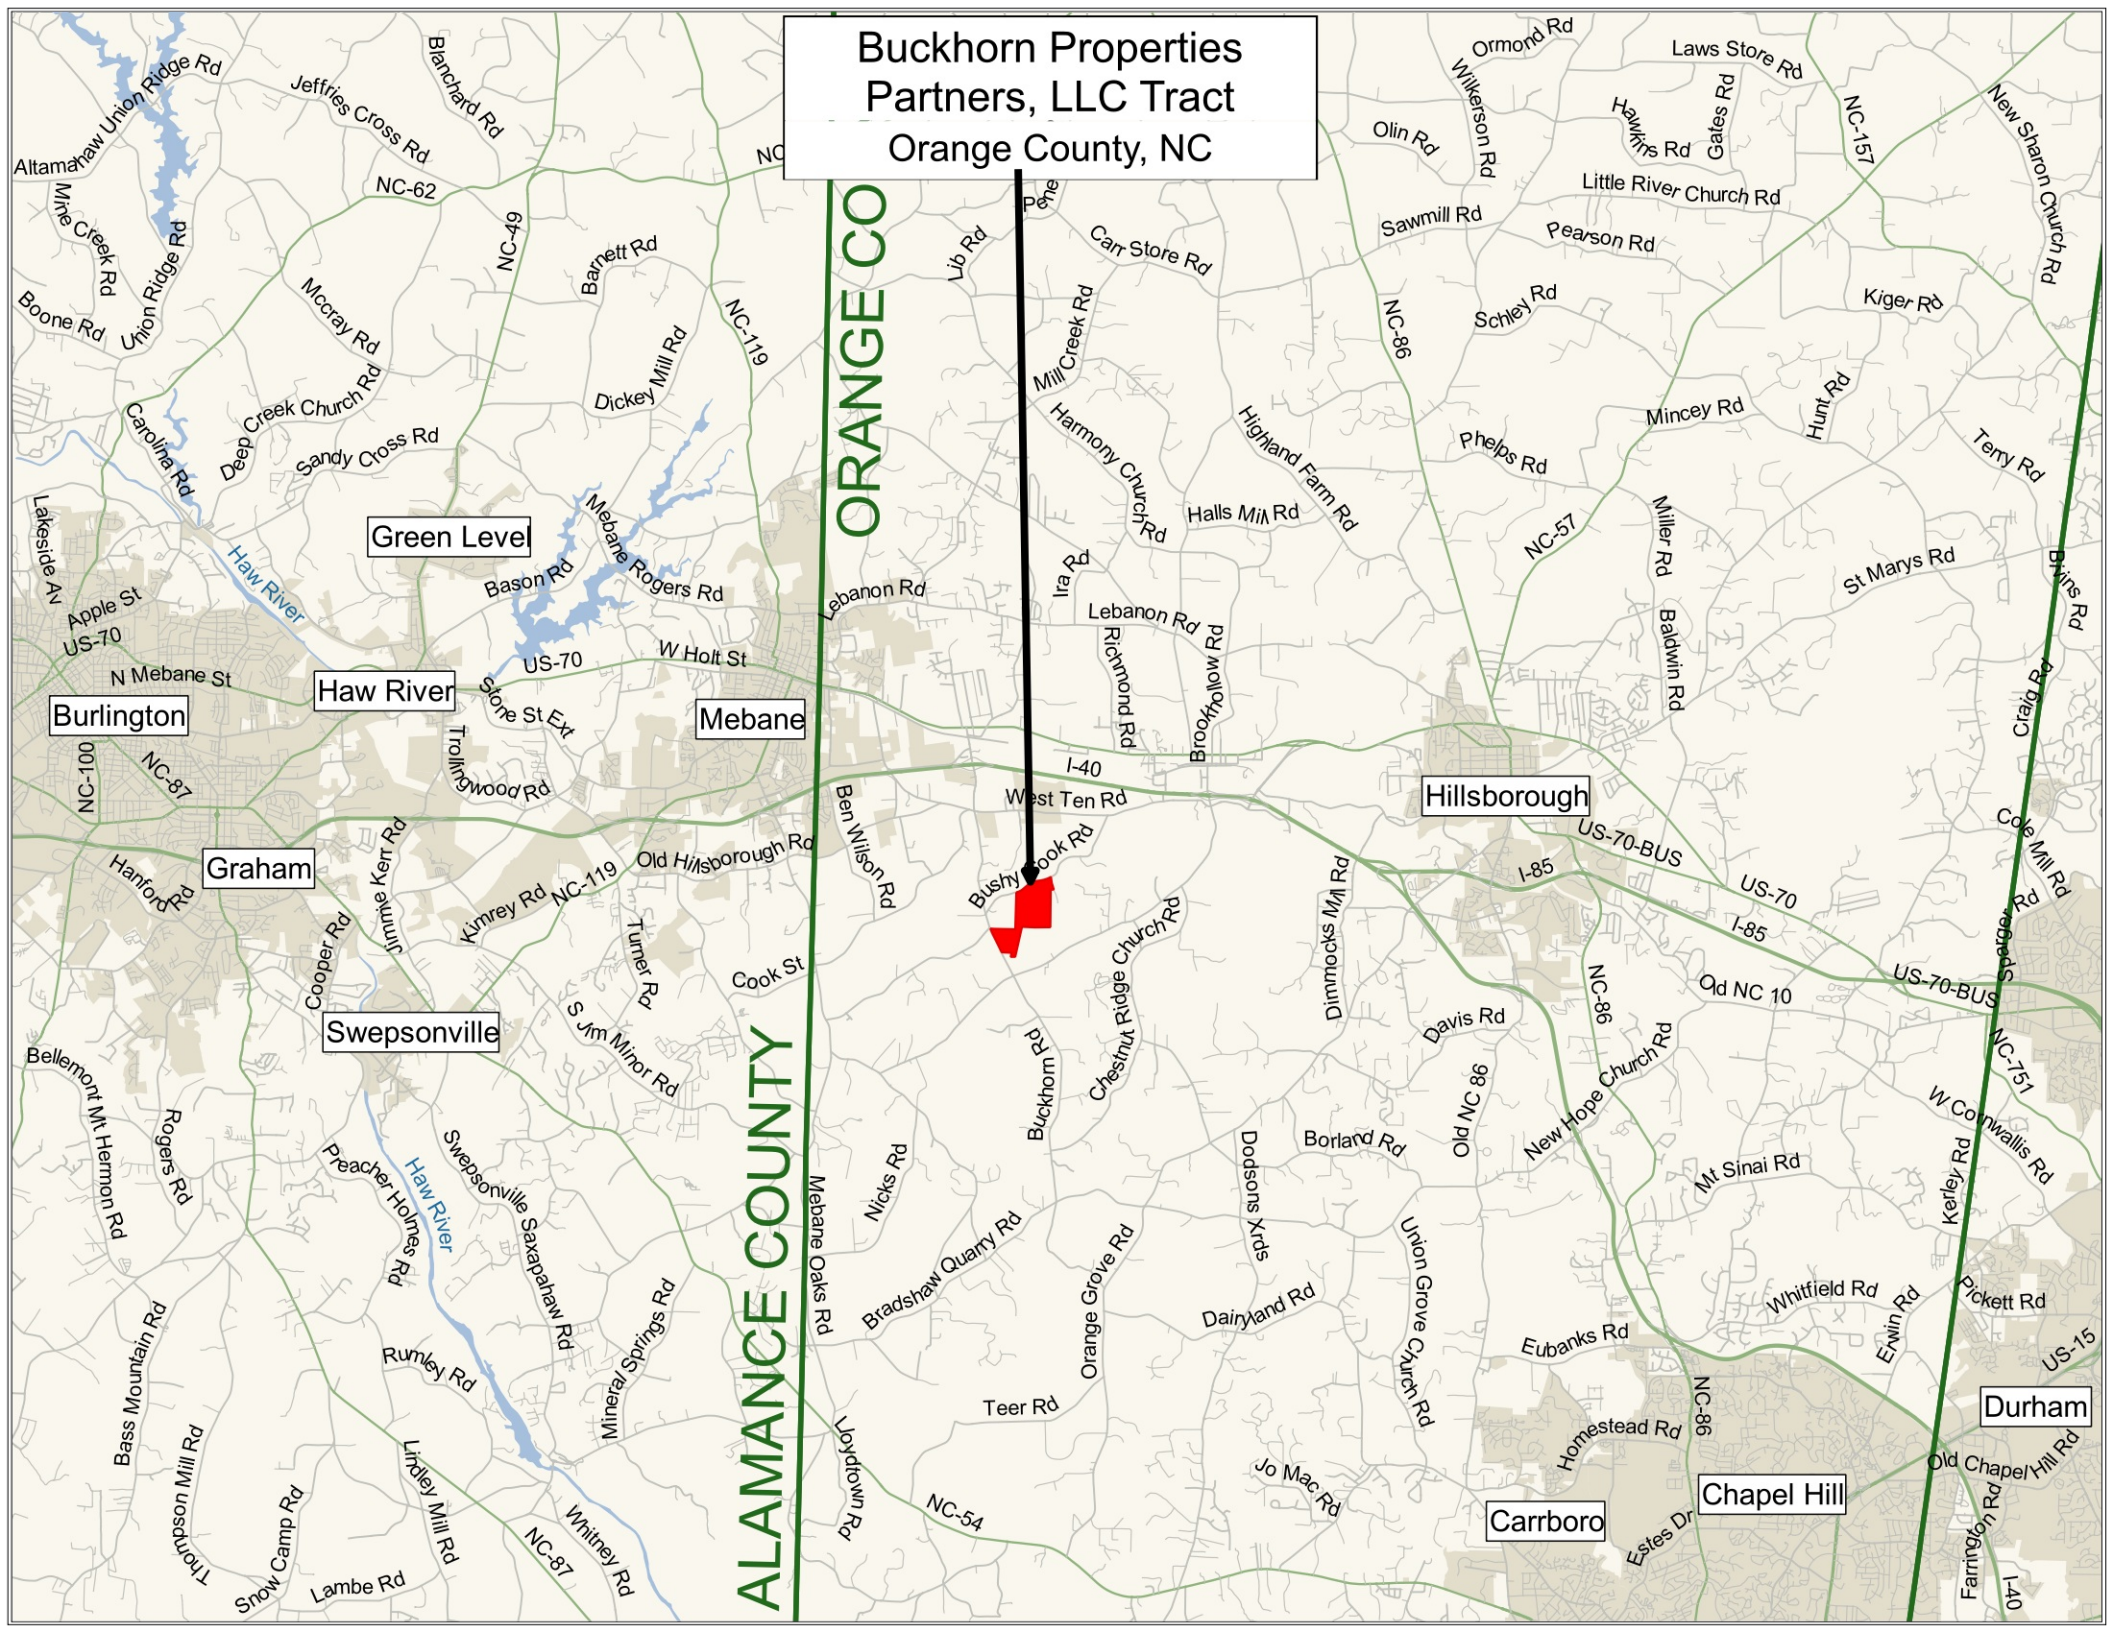 Buckhorn Properties
Partners, LLC Tract
Orange County, NC
Ormond Rd
Laws Store Rd
Wilkerson Rd
Gates Rd
Hawkins Rd
NC-157
New Sharon Church Rd
Olin Rd
Little River Church Rd
Sawmill Rd
Pearson Rd
Altamahaw Union Ridge Rd
Jeffries Cross Rd
Blanchard Rd
NC-62
NC
NC-49
Mine Creek Rd
Union Ridge Rd
Boone Rd
Mccray Rd
Barnett Rd
NC-119
Dickey Mill Rd
ORANGE CO
Lib Rd
Pene
Carr Store Rd
Mill Creek Rd
NC-86
Schley Rd
Kiger Rd
Carolina Rd
Deep Creek Church Rd
Sandy Cross Rd
Harmony Church Rd
Highland Farm Rd
Halls Mill Rd
Phelps Rd
Mincey Rd
Hunt Rd
Terry Rd
Lakeside Av
Green Level
Mebane Rogers Rd
Bason Rd
Haw River
Apple St
US-70
N Mebane St
Burlington
Haw River
US-70
W Holt St
Stone St Ext
Mebane
Lebanon Rd
Ira Rd
Lebanon Rd
Richmond Rd
Brookhollow Rd
NC-57
Miller Rd
Baldwin Rd
St Marys Rd
Bivins Rd
Craig Rd
NC-100
NC-87
Trollingwood Rd
I-40
West Ten Rd
Hillsborough
US-70-BUS
Cole Mill Rd
Graham
Hanford Rd
Jimmie Kerr Rd
Kimrey Rd
NC-119
Old Hillsborough Rd
Ben Wilson Rd
Bushy Cook Rd
Dimmocks Mill Rd
I-85
US-70
I-85
Sparger Rd
Cooper Rd
Turner Rd
Cook St
Chestnut Ridge Church Rd
NC-86
Old NC 10
US-70-BUS
Swepsonville
S Jim Minor Rd
Buckhorn Rd
Davis Rd
Old NC 86
New Hope Church Rd
NC-751
W Cornwallis Rd
Bellemont Mt Hermon Rd
Rogers Rd
Preacher Holmes Rd
Haw River
Swepsonville Saxapahaw Rd
ALAMANCE COUNTY
Mebane Oaks Rd
Nicks Rd
Bradshaw Quarry Rd
Orange Grove Rd
Dodsons Xrds
Borland Rd
Dairyland Rd
Union Grove Church Rd
Mt Sinai Rd
Kerley Rd
Whitfield Rd
Erwin Rd
Pickett Rd
US-15
Eubanks Rd
Bass Mountain Rd
Rumley Rd
Mineral Springs Rd
Teer Rd
NC-86
Homestead Rd
Durham
Old Chapel Hill Rd
Thompson Mill Rd
Snow Camp Rd
Lambe Rd
Lindley Mill Rd
NC-87
Whitney Rd
Lloydtown Rd
NC-54
Jo Mac Rd
Carrboro
Chapel Hill
Estes Dr
Farrington Rd
I-40